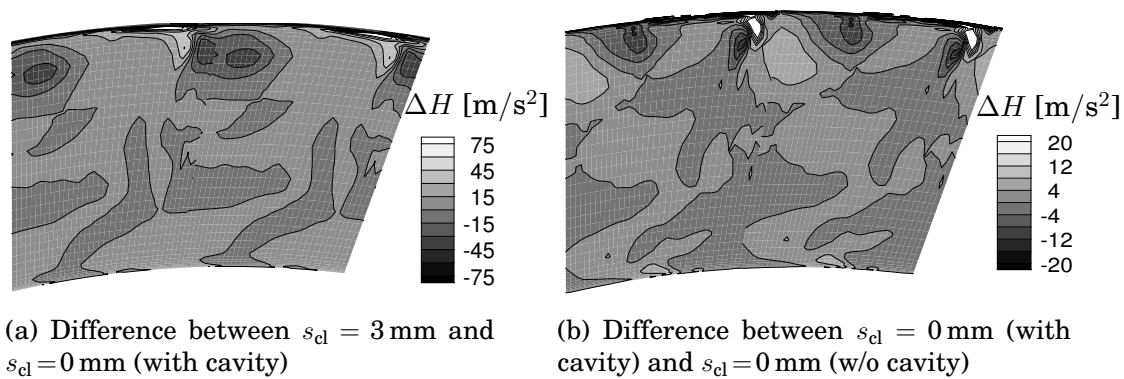 ΔH [m/s²]
75
45
15
-15
-45
-75
(a) Difference between s_cl = 3 mm and
s_cl = 0 mm (with cavity)
ΔH [m/s²]
20
12
4
-4
-12
-20
(b) Difference between s_cl = 0 mm (with
cavity) and s_cl = 0 mm (w/o cavity)